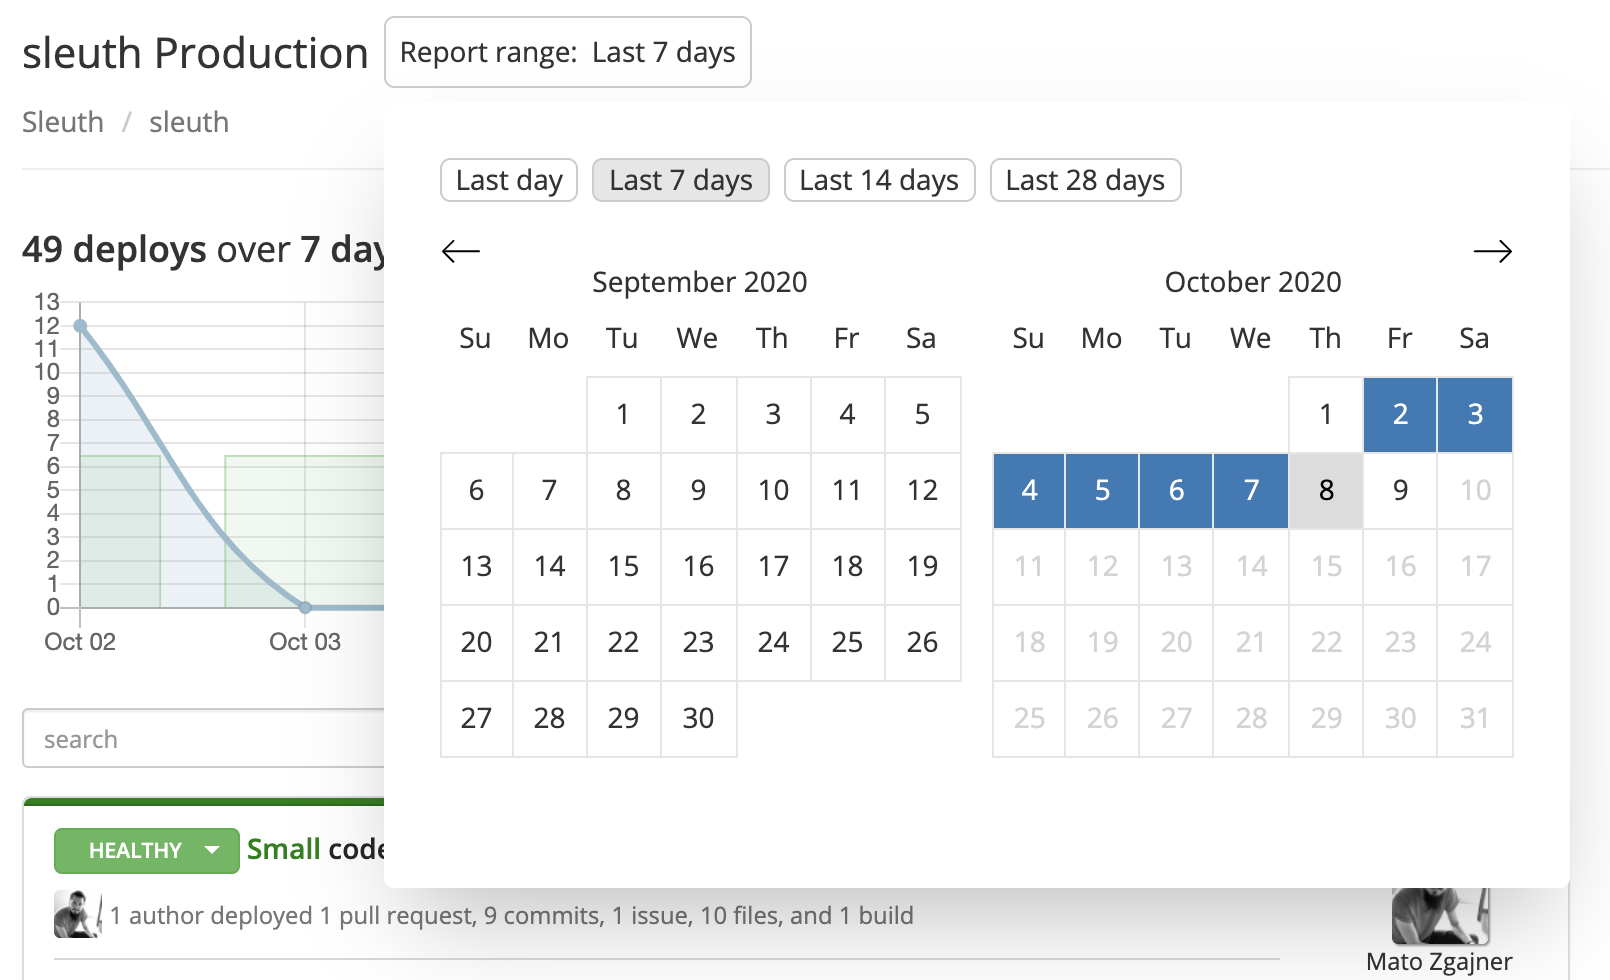 sleuth Production
Report range: Last 7 days
Sleuth / sleuth
Last day Last 7 days Last 14 days Last 28 days
49 deploys over 7 day
September 2020
Su Mo Tu We Th Fr Sa
1 2 3 4 5
6 7 8 9 10 11 12
13 14 15 16 17 18 19
20 21 22 23 24 25 26
27 28 29 30
October 2020
Su Mo Tu We Th Fr Sa
1 2 3
4 5 6 7 8 9 10
11 12 13 14 15 16 17
18 19 20 21 22 23 24
25 26 27 28 29 30 31
13
12
11
10
9
8
7
6
5
4
3
2
1
0
Oct 02 Oct 03
search
HEALTHY Small code
1 author deployed 1 pull request, 9 commits, 1 issue, 10 files, and 1 build
Mato Zgajner